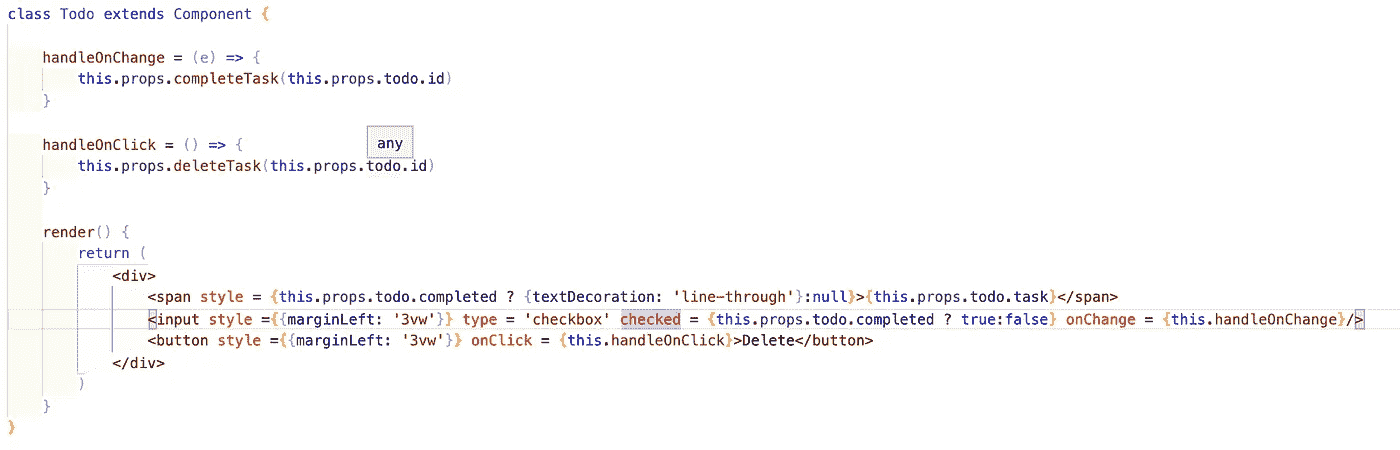 class Todo extends Component {
handleOnChange = (e) => {
this.props.completeTask(this.props.todo.id)
}
handleOnClick = () => {
any
this.props.deleteTask(this.props.todo.id)
}
render() {
return (
<div>
<span style = {this.props.todo.completed ? {textDecoration: 'line-through'}:null}>{this.props.todo.task}</span>
<input style ={{marginLeft: '3vw'}} type = 'checkbox' checked = {this.props.todo.completed ? true:false} onChange = {this.handleOnChange}/>
<button style ={{marginLeft: '3vw'}} onClick = {this.handleOnClick}>Delete</button>
</div>
)
}
}